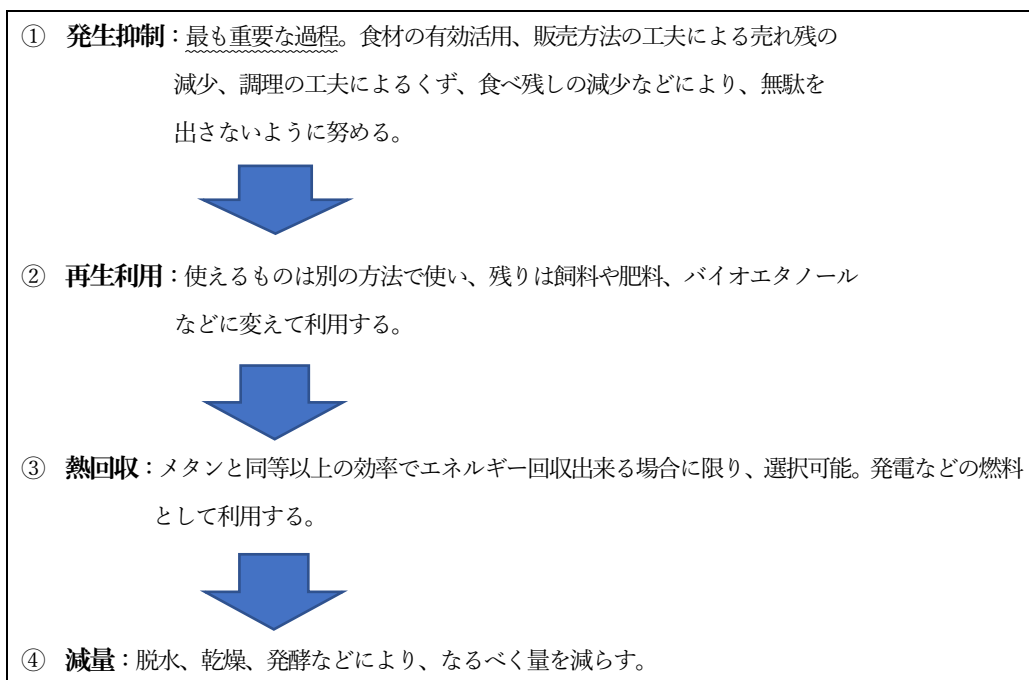 ① 発生抑制：最も重要な過程。食材の有効活用、販売方法の工夫による売れ残の
減少、調理の工夫によるくず、食べ残しの減少などにより、無駄を
出さないように努める。
② 再生利用：使えるものは別の方法で使い、残りは飼料や肥料、バイオエタノール
などに変えて利用する。
③ 熱回収：メタンと同等以上の効率でエネルギー回収出来る場合に限り、選択可能。発電などの燃料
として利用する。
④ 減量：脱水、乾燥、発酵などにより、なるべく量を減らす。